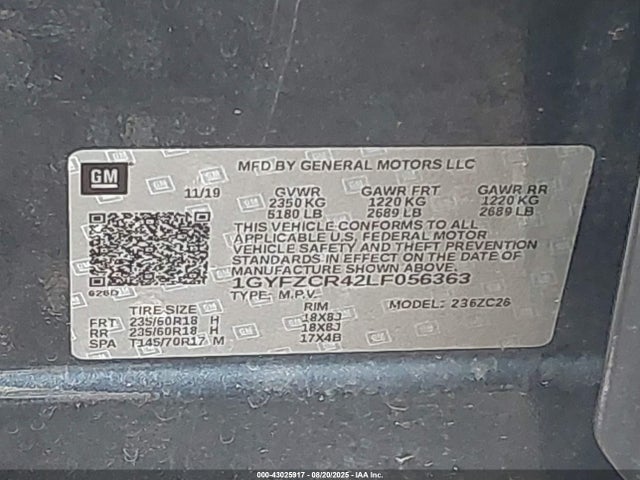 GM
MFD BY GENERAL MOTORS LLC
11/19 GVWR GAWR FRT GAWR RR
2350 KG 1220 KG 1220 KG
5180 LB 2689 LB 2689 LB
THIS VEHICLE CONFORMS TO ALL
APPLICABLE U.S. FEDERAL MOTOR
VEHICLE SAFETY AND THEFT PREVENTION
STANDARDS IN EFFECT ON THE DATE OF
MANUFACTURE SHOWN ABOVE.
626D
1GYFZCR42LF056363
TYPE: M.P.V. MODEL: 236ZC26
TIRE SIZE RIM
FRT 235/60R18 H 18X8J
RR 235/60R18 H 18X8J
SPA T145/70R17 M 17X4B
000-43025917 - 08/20/2025 - IAA Inc.